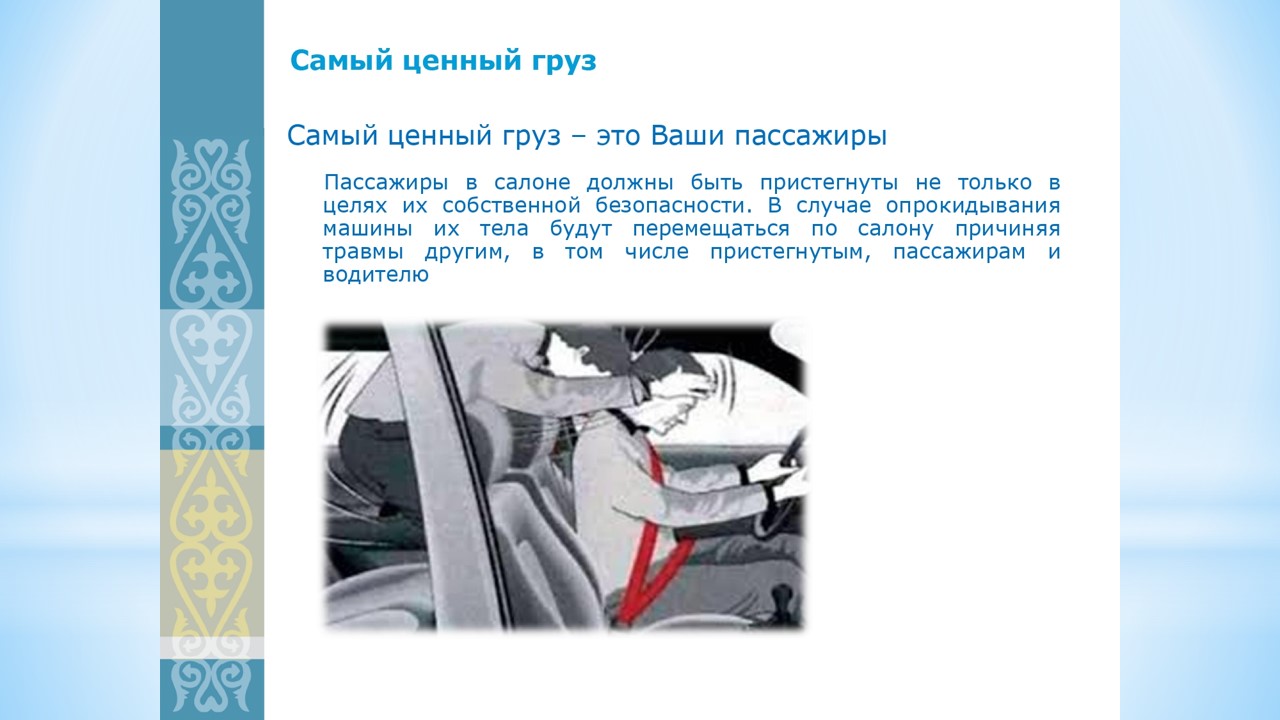 Самый ценный груз
Самый ценный груз – это Ваши пассажиры
Пассажиры в салоне должны быть пристегнуты не только в
целях их собственной безопасности. В случае опрокидывания
машины их тела будут перемещаться по салону причиняя
травмы другим, в том числе пристегнутым, пассажирам и
водителю